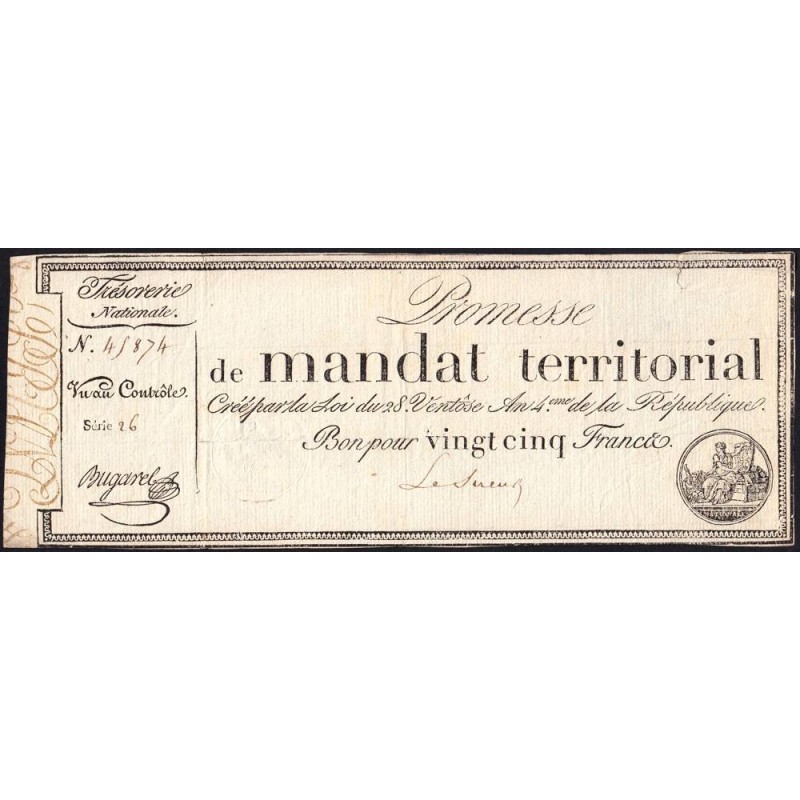 Trésorerie
Nationale.
N. 45874
Vu au Contrôle.
Série 26
Bugarel
Promesse
de mandat territorial
Créé par la Loi du 28. Ventôse An 4.eme de la République.
Bon pour vingt cinq Francs.